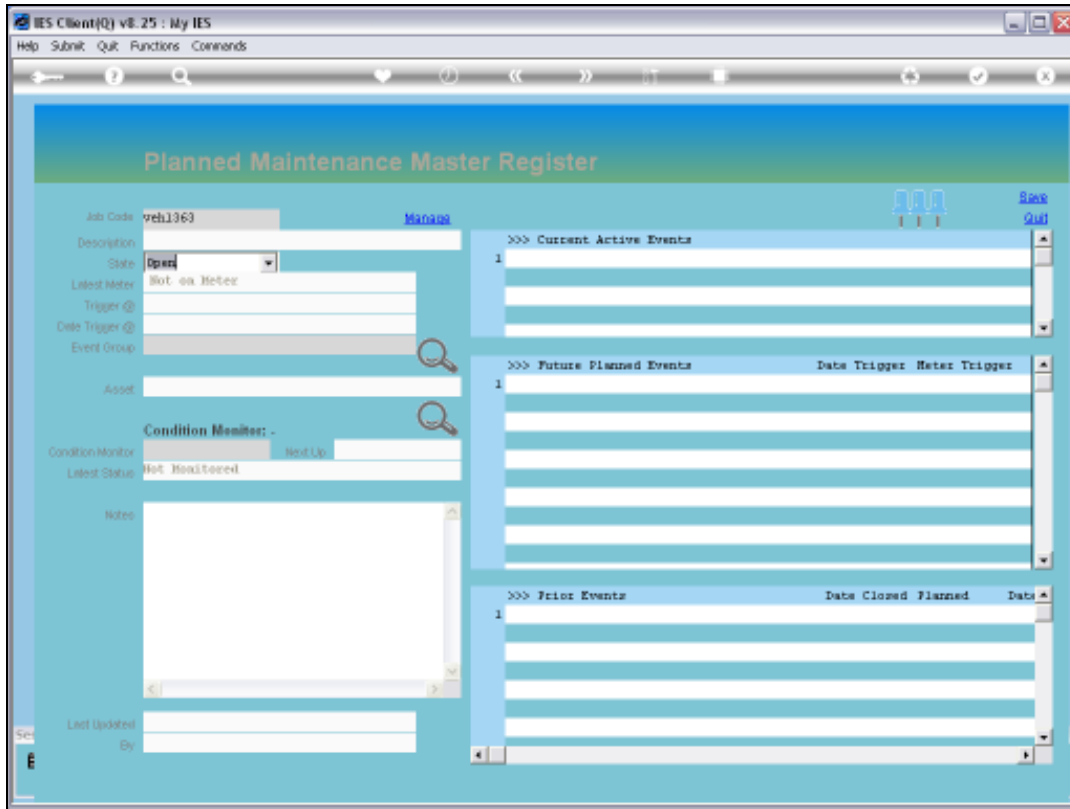 IES Client(Q) v8.25 : My IES
Help Submit Quit Functions Commands
Planned Maintenance Master Register
Save
Quit
Job Code veh1363 Manage
Description
State Open
Latest Meter Not on Meter
Trigger @
Date Trigger @
Event Group
Asset
Condition Monitor: -
Condition Monitor Next Up
Latest Status Not Monitored
Notes
Last Updated
By
>>> Current Active Events
1
>>> Future Planned Events Date Trigger Meter Trigger
1
>>> Prior Events Date Closed Planned Date
1